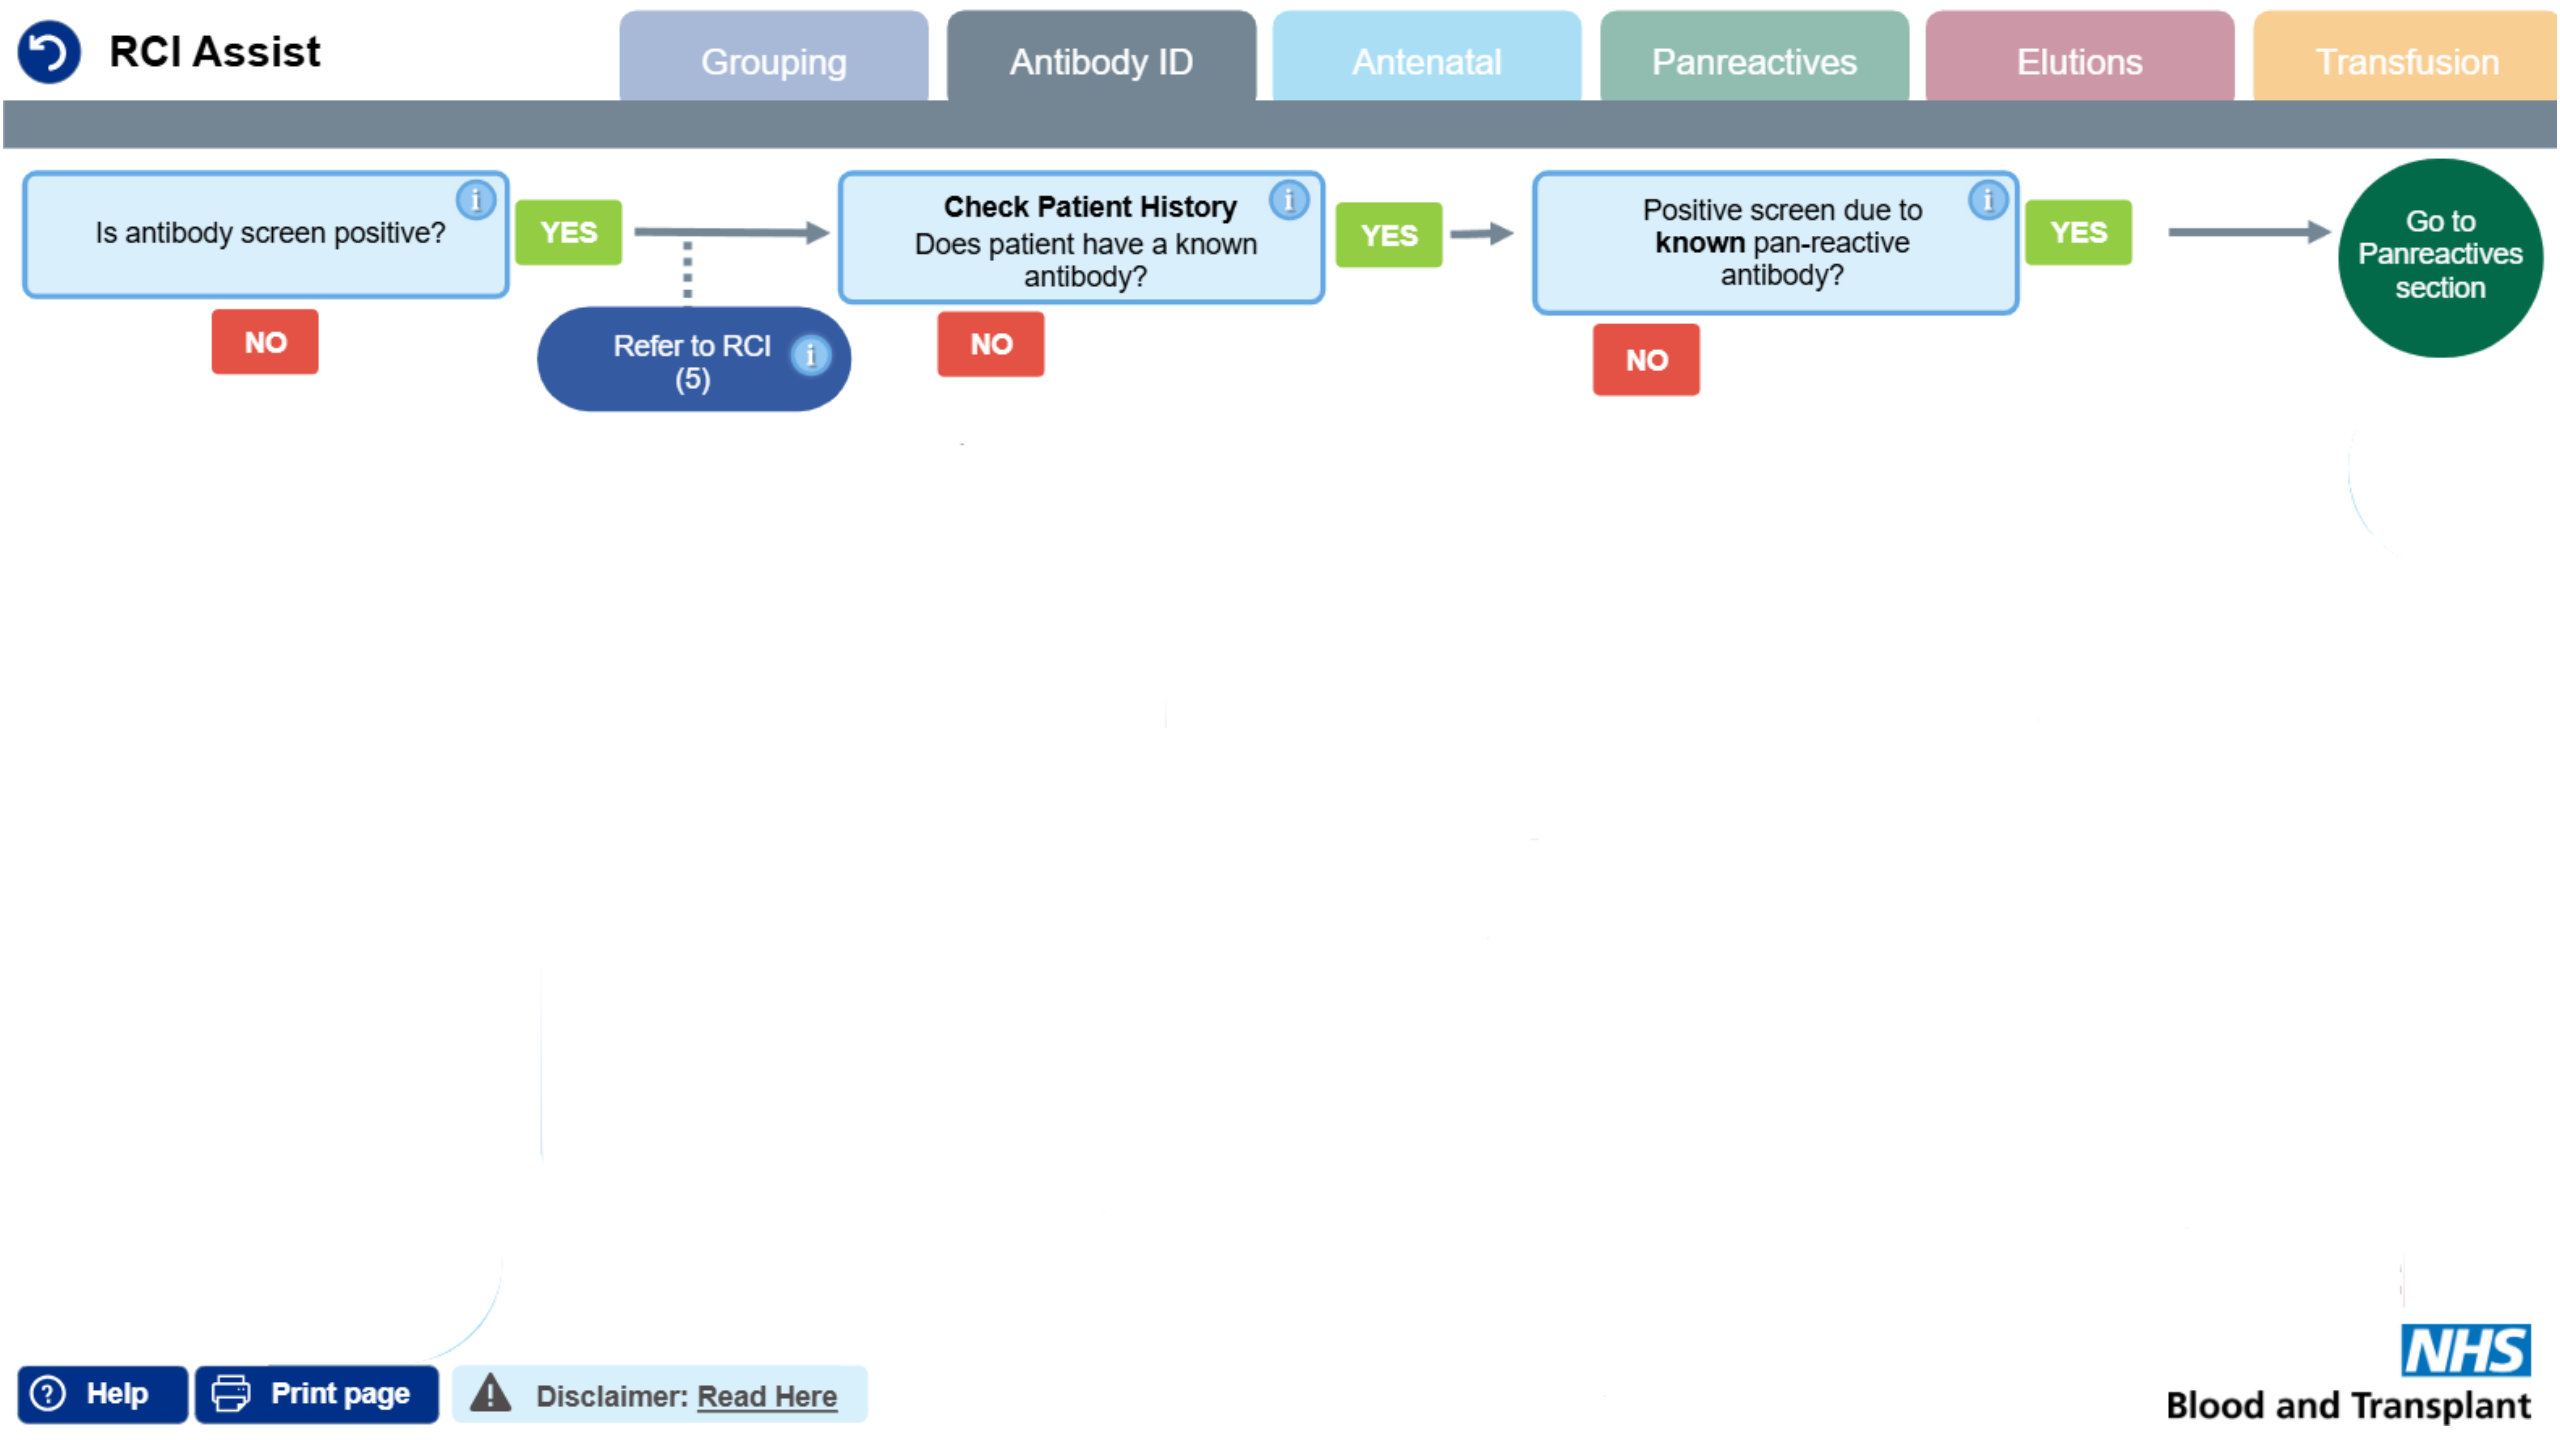 RCI Assist
Grouping
Antibody ID
Antenatal
Panreactives
Elutions
Transfusion
Is antibody screen positive?
YES
NO
Refer to RCI
(5)
Check Patient History
Does patient have a known
antibody?
YES
NO
Positive screen due to
known pan-reactive
antibody?
YES
NO
Go to
Panreactives
section
Help
Print page
Disclaimer: Read Here
NHS
Blood and Transplant